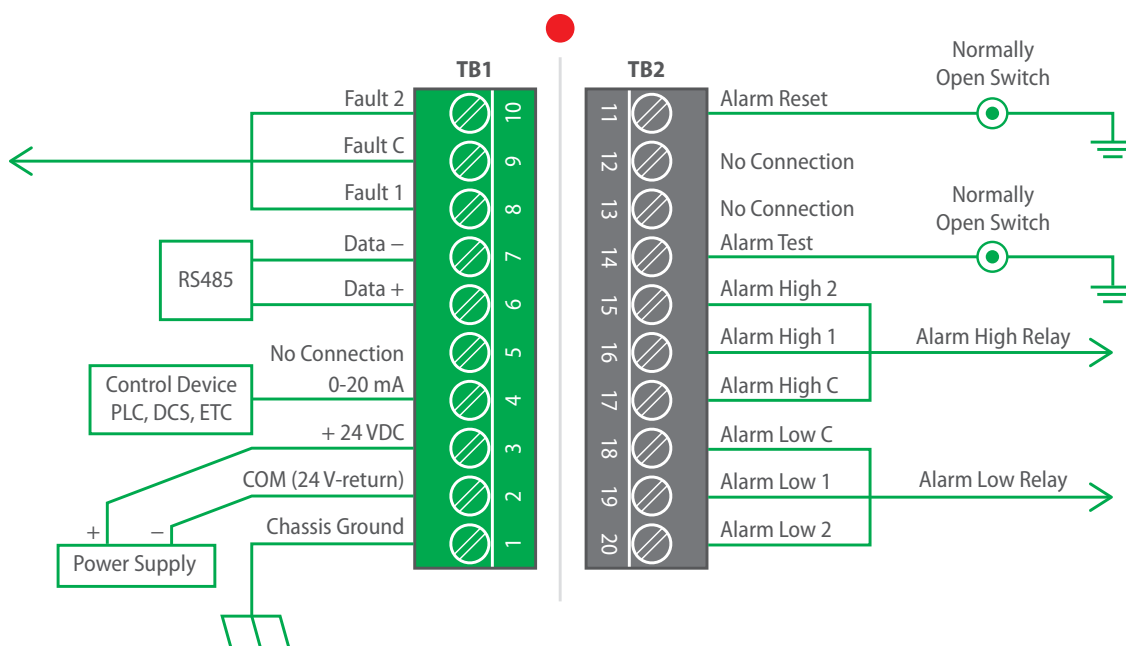 TB1
Fault 2
10
Fault C
9
Fault 1
8
Data –
7
RS485
Data +
6
No Connection
5
Control Device
PLC, DCS, ETC
0-20 mA
4
+ 24 VDC
3
COM (24 V-return)
2
Chassis Ground
1
+
–
Power Supply
TB2
Normally
Open Switch
11
Alarm Reset
12
No Connection
13
No Connection
Normally
Open Switch
14
Alarm Test
15
Alarm High 2
16
Alarm High 1
Alarm High Relay
17
Alarm High C
18
Alarm Low C
19
Alarm Low 1
Alarm Low Relay
20
Alarm Low 2